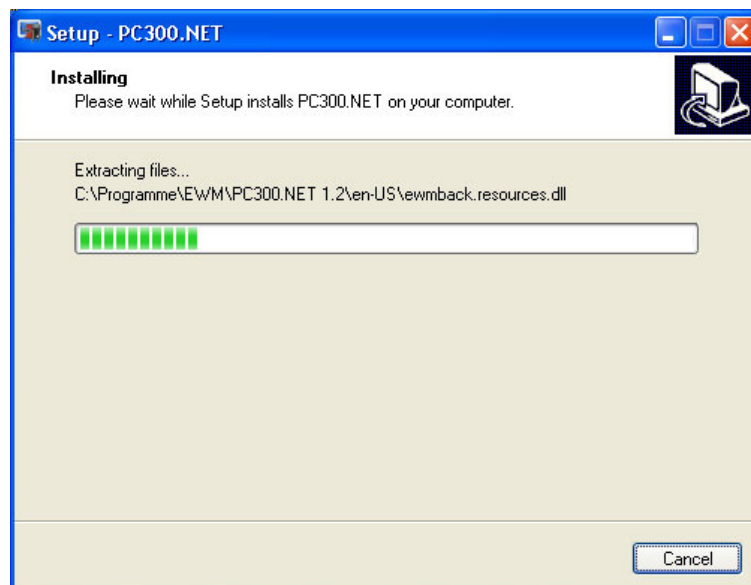 Setup - PC300.NET
Installing
Please wait while Setup installs PC300.NET on your computer.
Extracting files...
C:\Programme\EWM\PC300.NET 1.2\en-US\ewmback.resources.dll
Cancel